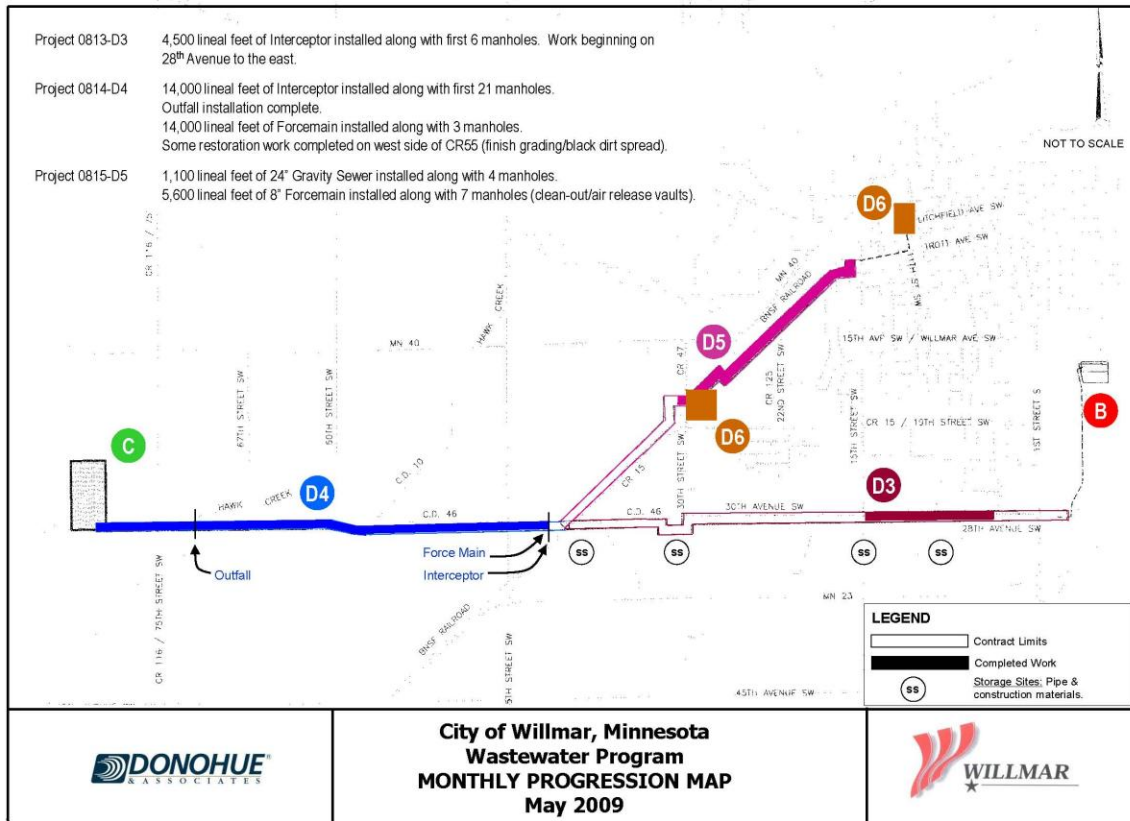 Project 0813-D3 4,500 lineal feet of Interceptor installed along with first 6 manholes. Work beginning on
28th Avenue to the east.
Project 0814-D4 14,000 lineal feet of Interceptor installed along with first 21 manholes.
Outfall installation complete.
14,000 lineal feet of Forcemain installed along with 3 manholes.
Some restoration work completed on west side of CR55 (finish grading/black dirt spread).
Project 0815-D5 1,100 lineal feet of 24" Gravity Sewer installed along with 4 manholes.
5,600 lineal feet of 8" Forcemain installed along with 7 manholes (clean-out/air release vaults).
NOT TO SCALE
D6
LITCHFIELD AVE SW
TROTT AVE SW
11TH ST SW
CR 116 / 75
HAWK CREEK
MN 40
BNSF RAILROAD
MN 40
D5
CR 47
15TH AVE SW / WILLMAR AVE SW
CR 125
22ND STREET SW
67TH STREET SW
50TH STREET SW
D6
15TH STREET SW
CR 15 / 19TH STREET SW
1ST STREET S
B
C
HAWK CREEK
D4
C.D. 10
C.D. 46
CR 15
30TH STREET SW
C.D. 46
30TH AVENUE SW
D3
28TH AVENUE SW
Outfall
Force Main
Interceptor
SS
SS
SS
SS
CR 116 / 75TH STREET SW
BNSF RAILROAD
5TH STREET SW
MN 23
45TH AVENUE SW
LEGEND
Contract Limits
Completed Work
SS
Storage Sites: Pipe &
construction materials.
DONOHUE
& ASSOCIATES
City of Willmar, Minnesota
Wastewater Program
MONTHLY PROGRESSION MAP
May 2009
WILLMAR